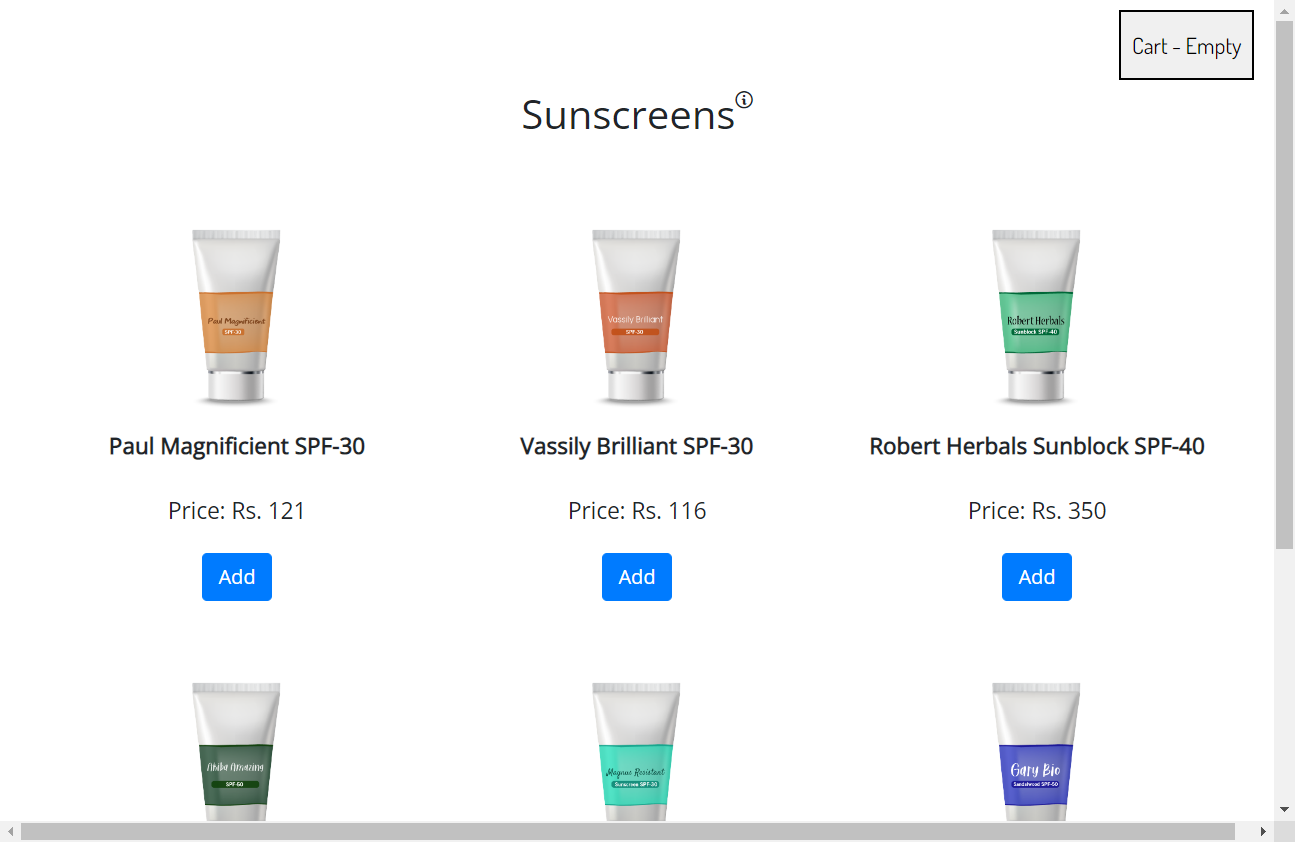 Cart - Empty
Sunscreens
Paul Magnificient
SPF-30
Vassily Brilliant
SPF-30
Robert Herbals
Sunblock SPF-40
Paul Magnificient SPF-30
Vassily Brilliant SPF-30
Robert Herbals Sunblock SPF-40
Price: Rs. 121
Price: Rs. 116
Price: Rs. 350
Add
Add
Add
Abiba Amazing
SPF-50
Magnus Resistant
Sunscreen SPF-30
Gary Bio
Sandalwood SPF-50